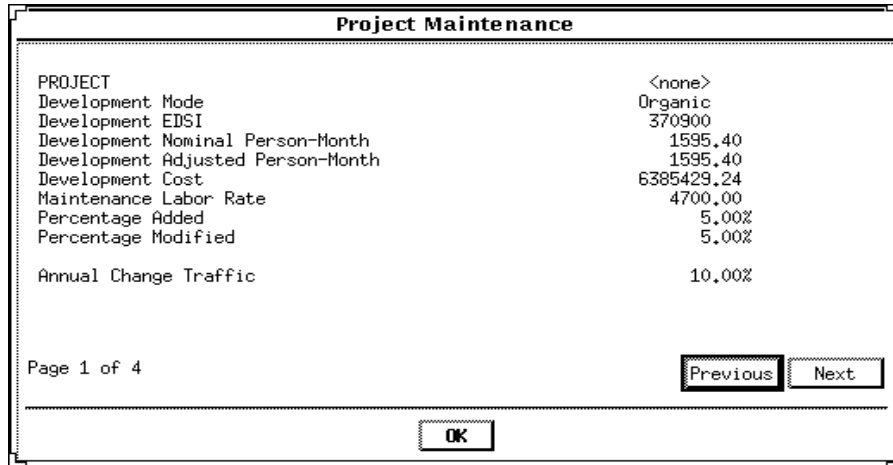 Project Maintenance
PROJECT <none>
Development Mode Organic
Development EDSI 370900
Development Nominal Person-Month 1595.40
Development Adjusted Person-Month 1595.40
Development Cost 6385429.24
Maintenance Labor Rate 4700.00
Percentage Added 5.00%
Percentage Modified 5.00%
Annual Change Traffic 10.00%
Page 1 of 4 Previous Next
OK